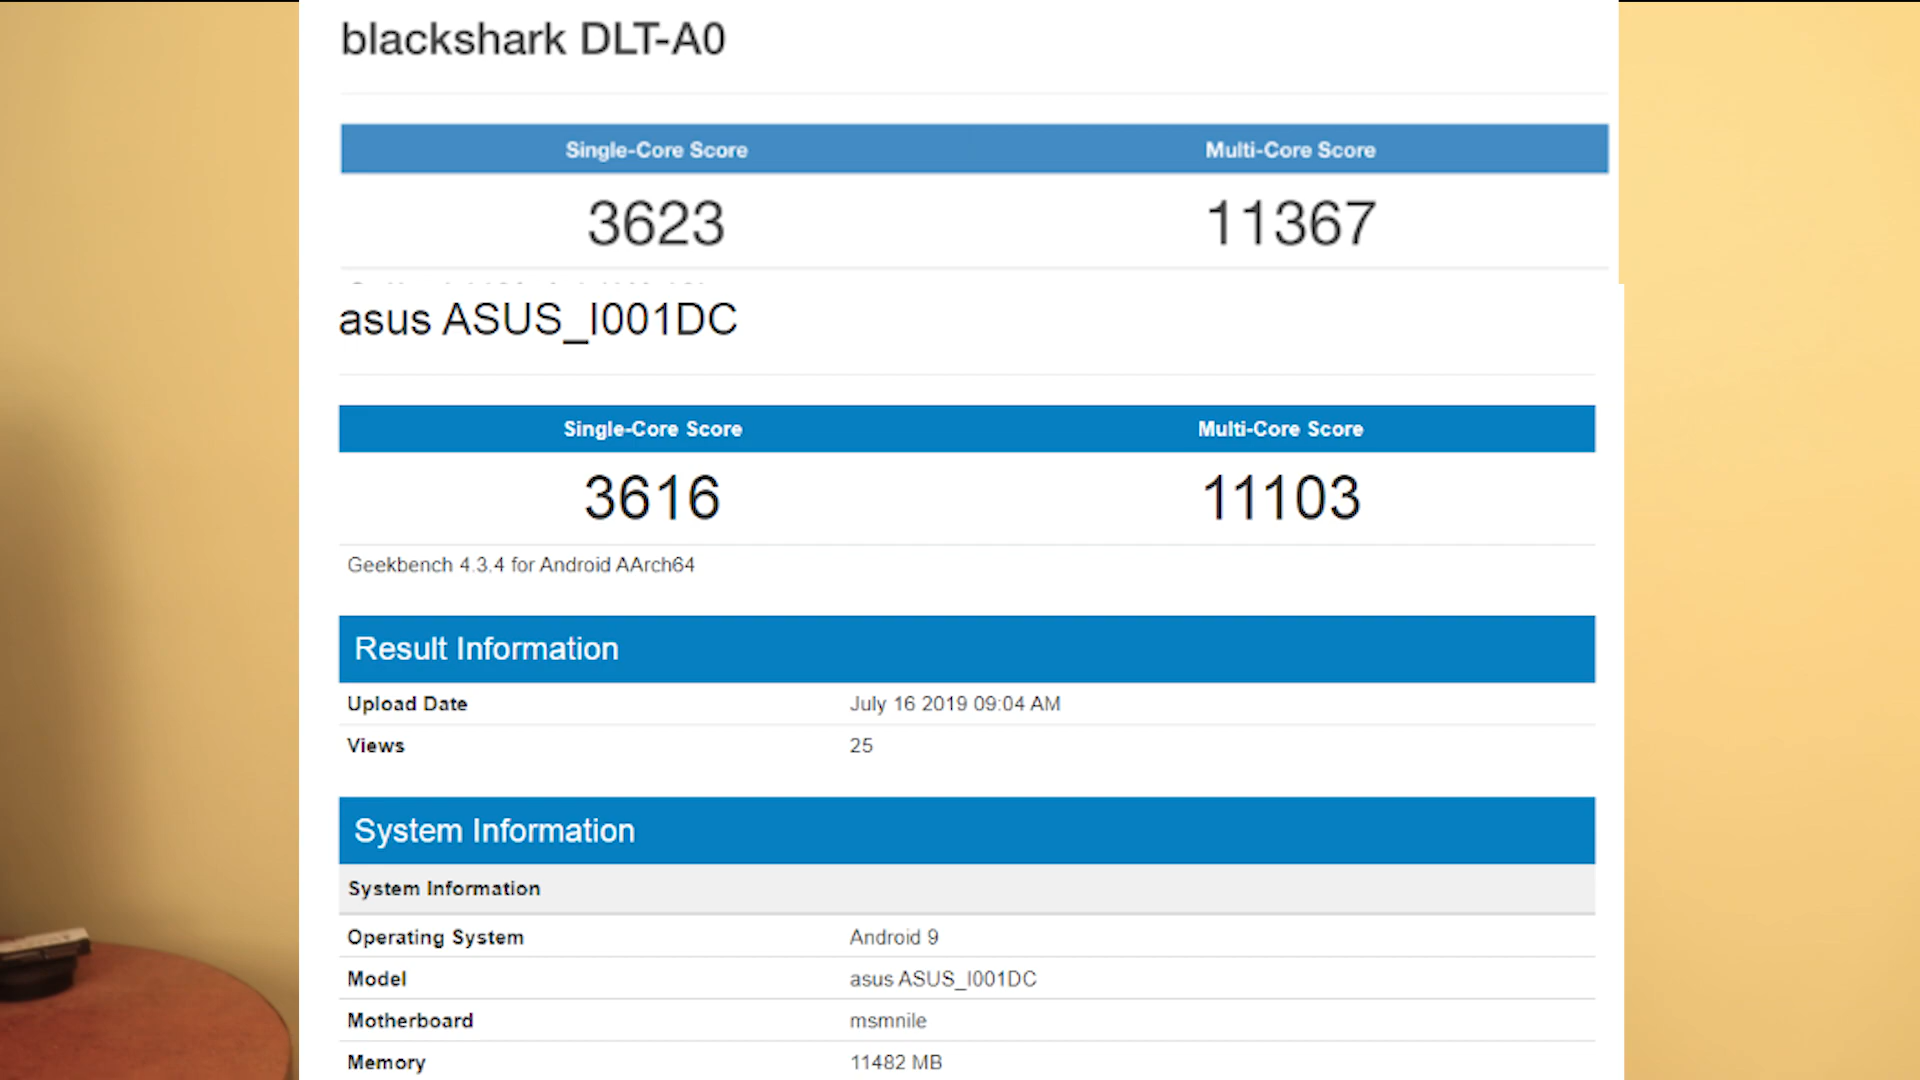 blackshark DLT-A0
Single-Core Score Multi-Core Score
3623 11367
asus ASUS_I001DC
Single-Core Score Multi-Core Score
3616 11103
Geekbench 4.3.4 for Android AArch64
Result Information
Upload Date July 16 2019 09:04 AM
Views 25
System Information
System Information
Operating System Android 9
Model asus ASUS_I001DC
Motherboard msmnile
Memory 11482 MB